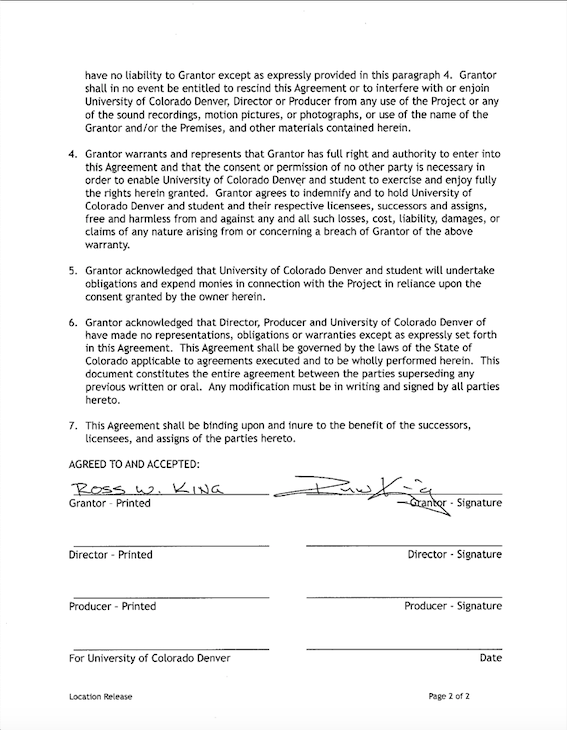 have no liability to Grantor except as expressly provided in this paragraph 4. Grantor
shall in no event be entitled to rescind this Agreement or to interfere with or enjoin
University of Colorado Denver, Director or Producer from any use of the Project or any
of the sound recordings, motion pictures, or photographs, or use of the name of the
Grantor and/or the Premises, and other materials contained herein.
4. Grantor warrants and represents that Grantor has full right and authority to enter into
this Agreement and that the consent or permission of no other party is necessary in
order to enable University of Colorado Denver and student to exercise and enjoy fully
the rights herein granted. Grantor agrees to indemnify and to hold University of
Colorado Denver and student and their respective licensees, successors and assigns,
free and harmless from and against any and all such losses, cost, liability, damages, or
claims of any nature arising from or concerning a breach of Grantor of the above
warranty.
5. Grantor acknowledged that University of Colorado Denver and student will undertake
obligations and expend monies in connection with the Project in reliance upon the
consent granted by the owner herein.
6. Grantor acknowledged that Director, Producer and University of Colorado Denver of
have made no representations, obligations or warranties except as expressly set forth
in this Agreement. This Agreement shall be governed by the laws of the State of
Colorado applicable to agreements executed and to be wholly performed herein. This
document constitutes the entire agreement between the parties superseding any
previous written or oral. Any modification must be in writing and signed by all parties
hereto.
7. This Agreement shall be binding upon and inure to the benefit of the successors,
licensees, and assigns of the parties hereto.
AGREED TO AND ACCEPTED:
ROSS W. KING
Grantor - Printed Grantor - Signature
Director - Printed Director - Signature
Producer - Printed Producer - Signature
For University of Colorado Denver Date
Location Release Page 2 of 2